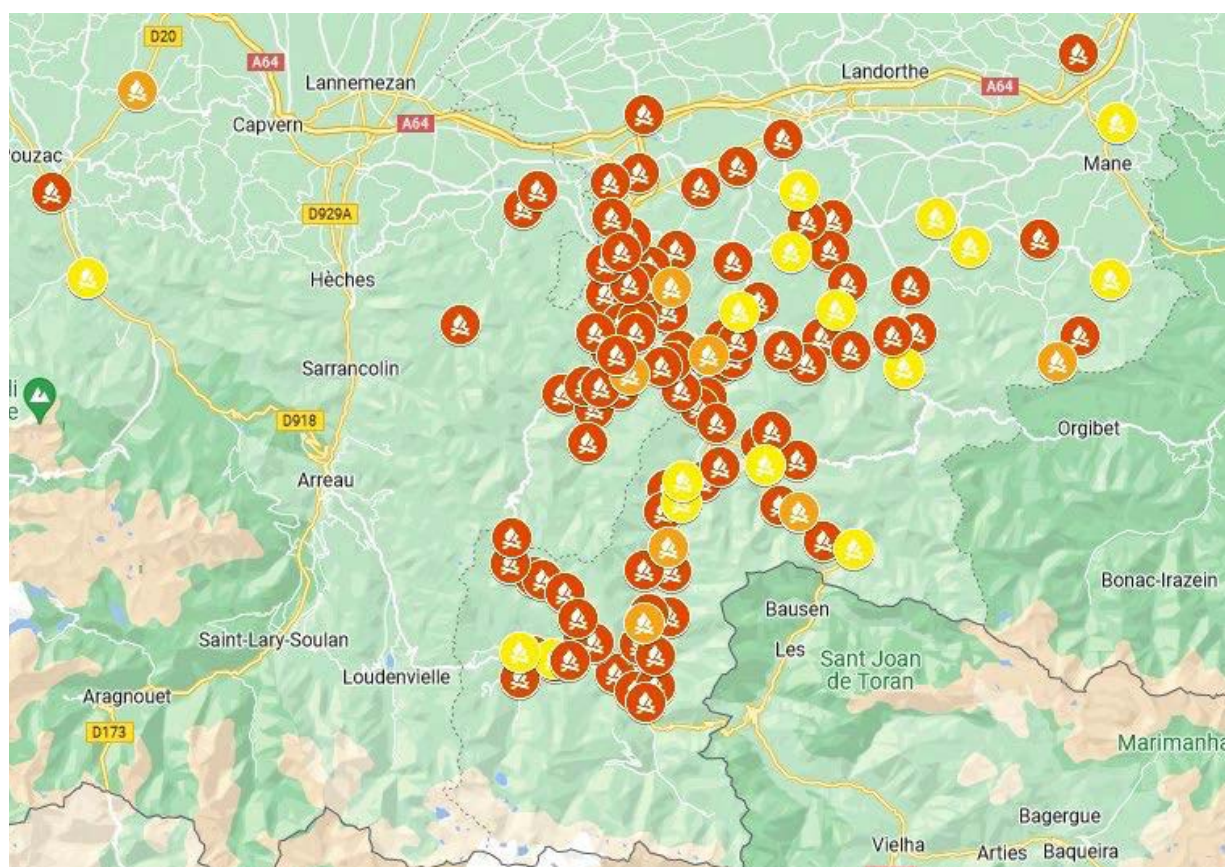 D20
A64
Lannemezan
Landorthe
A64
Capvern
A64
Pouzac
Mane
D929A
Hèches
Sarrancolin
D918
Orgibet
Arreau
Bonac-Irazein
Bausen
Saint-Lary-Soulan
Les
Loudenvielle
Sant Joan
de Toran
Aragnouet
D173
Marimanha
Bagergue
Vielha
Arties
Baqueira